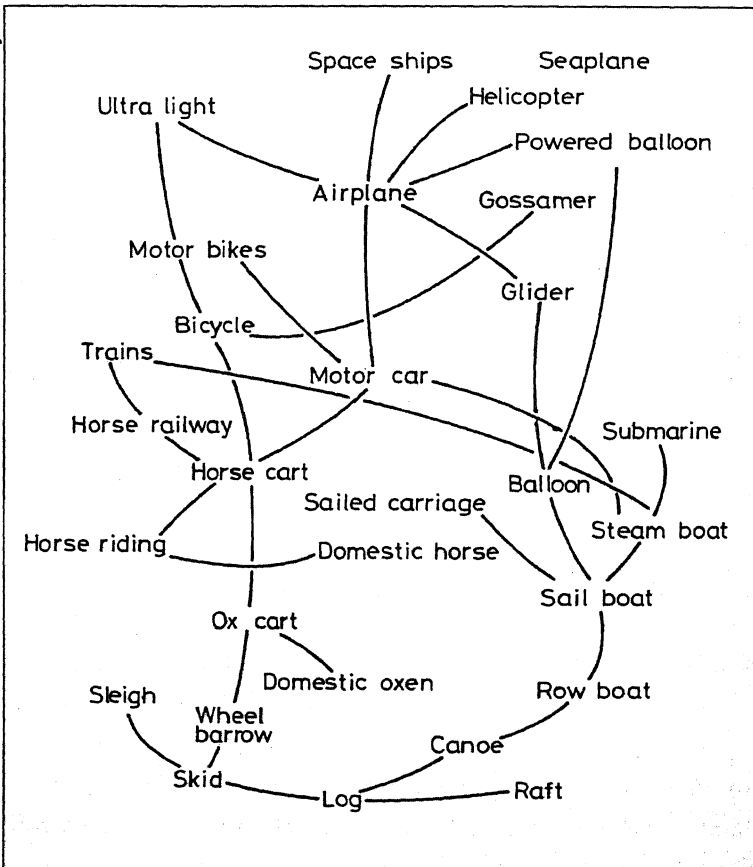 Space ships
Seaplane
Helicopter
Ultra light
Powered balloon
Airplane
Gossamer
Motor bikes
Glider
Bicycle
Trains
Motor car
Horse railway
Submarine
Horse cart
Balloon
Sailed carriage
Steam boat
Horse riding
Domestic horse
Sail boat
Ox cart
Domestic oxen
Sleigh
Row boat
Wheel
barrow
Canoe
Skid
Log
Raft